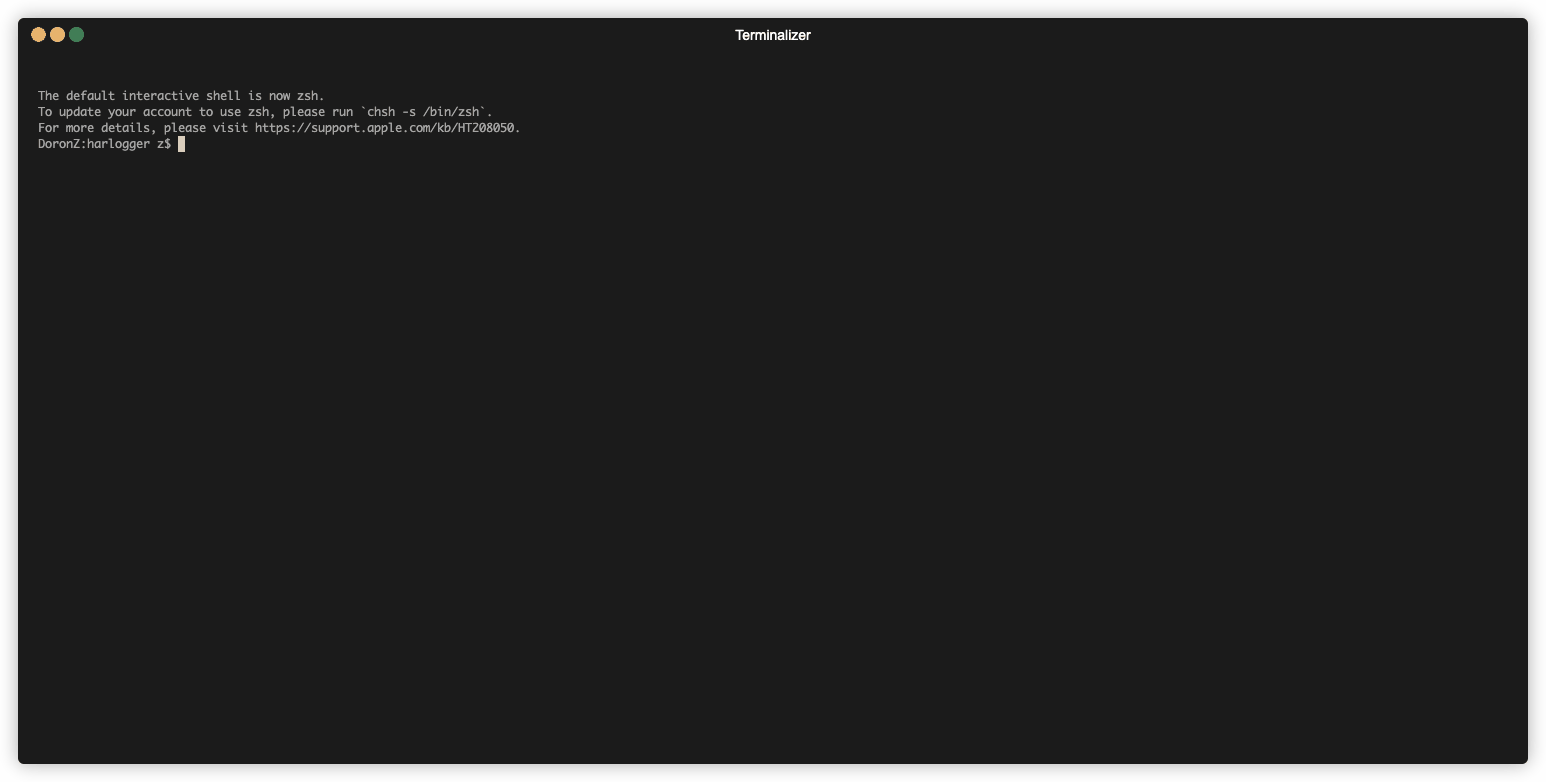 Terminalizer
The default interactive shell is now zsh.
To update your account to use zsh, please run `chsh -s /bin/zsh`.
For more details, please visit https://support.apple.com/kb/HT208050.
DoronZ:harlogger z$